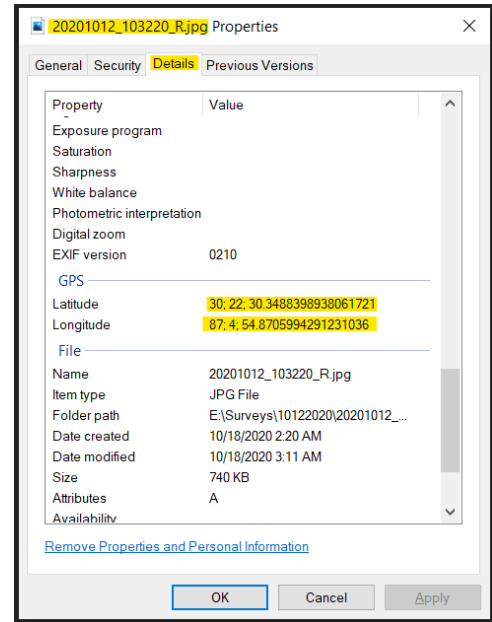 20201012_103220_R.jpg Properties
General Security Details Previous Versions
Property Value
Exposure program
Saturation
Sharpness
White balance
Photometric interpretation
Digital zoom
EXIF version 0210
GPS
Latitude 30; 22; 30.3488398938061721
Longitude 87; 4; 54.8705994291231036
File
Name 20201012_103220_R.jpg
Item type JPG File
Folder path E:\Surveys\10122020\20201012_...
Date created 10/18/2020 2:20 AM
Date modified 10/18/2020 3:11 AM
Size 740 KB
Attributes A
Availability
Remove Properties and Personal Information
OK Cancel Apply